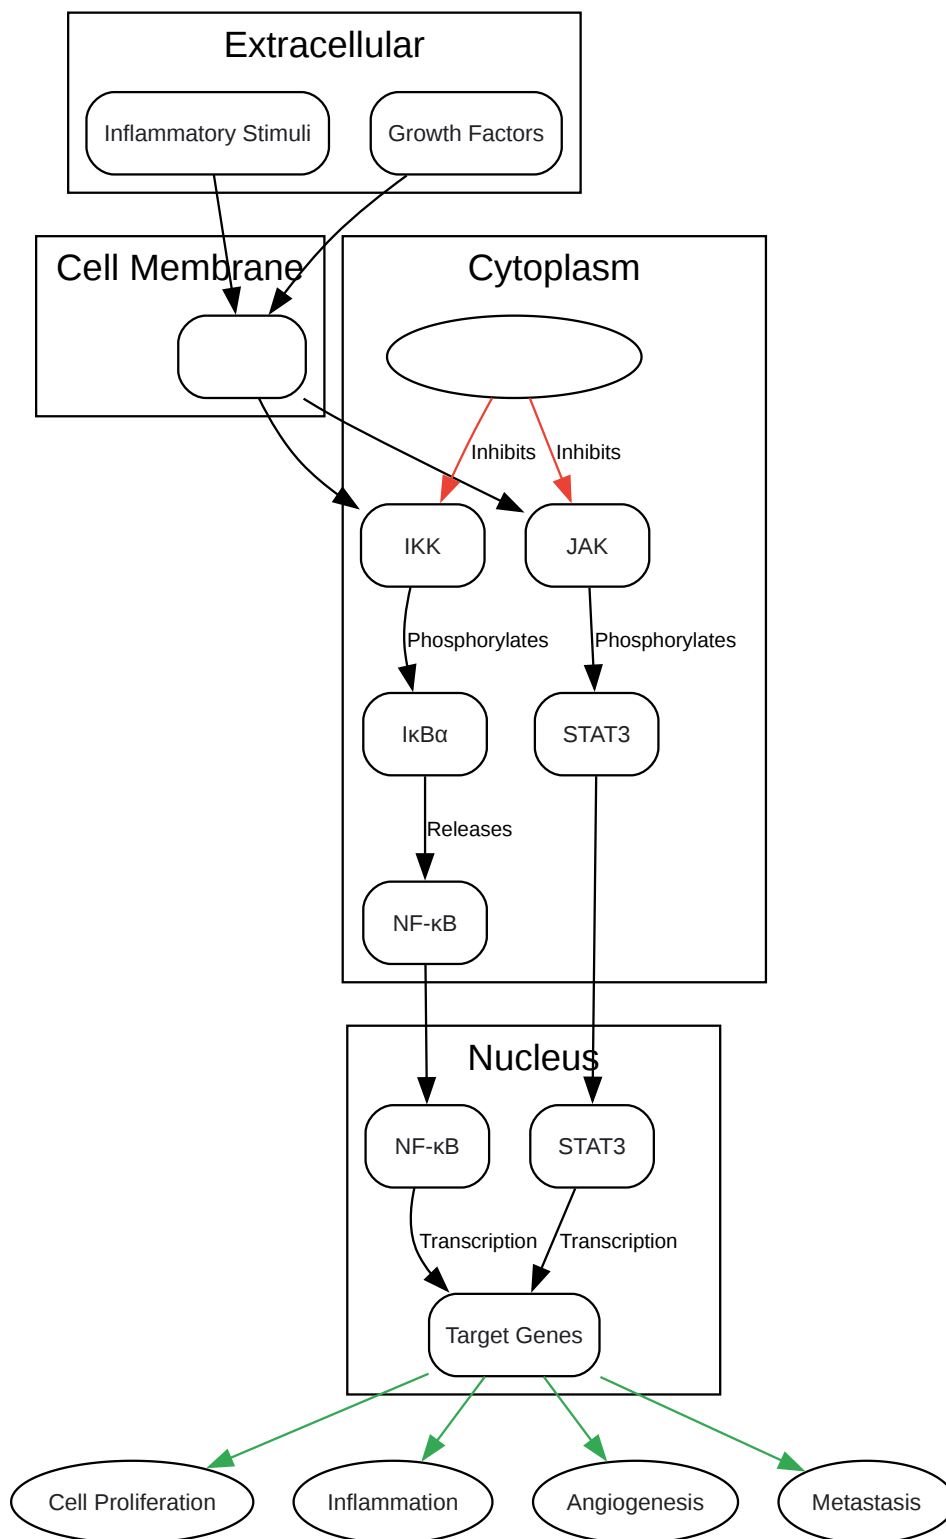 Extracellular
Inflammatory Stimuli
Growth Factors
Cell Membrane
Cytoplasm
Inhibits
Inhibits
IKK
JAK
Phosphorylates
Phosphorylates
IκBα
STAT3
Releases
NF-κB
Nucleus
NF-κB
STAT3
Transcription
Transcription
Target Genes
Cell Proliferation
Inflammation
Angiogenesis
Metastasis